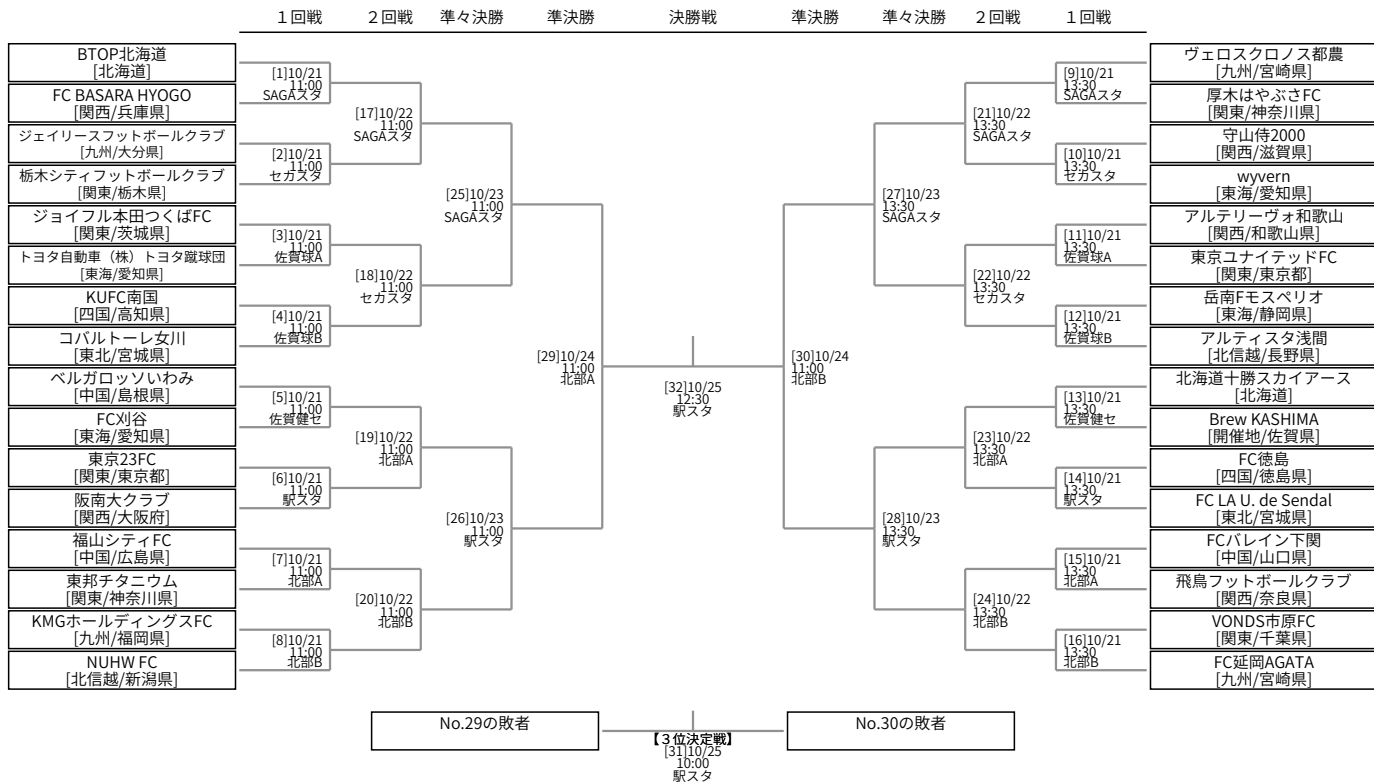 １回戦 ２回戦 準々決勝 準決勝 決勝戦 準決勝 準々決勝 ２回戦 １回戦
BTOP北海道
[北海道]
FC BASARA HYOGO
[関西/兵庫県]
ジェイリースフットボールクラブ
[九州/大分県]
栃木シティフットボールクラブ
[関東/栃木県]
ジョイフル本田つくばFC
[関東/茨城県]
トヨタ自動車（株）トヨタ蹴球団
[東海/愛知県]
KUFC南国
[四国/高知県]
コバルトーレ女川
[東北/宮城県]
ベルガロッソいわみ
[中国/島根県]
FC刈谷
[東海/愛知県]
東京23FC
[関東/東京都]
阪南大クラブ
[関西/大阪府]
福山シティFC
[中国/広島県]
東邦チタニウム
[関東/神奈川県]
KMGホールディングスFC
[九州/福岡県]
NUHW FC
[北信越/新潟県]
[1]10/21
11:00
SAGAスタ
[2]10/21
11:00
セカスタ
[3]10/21
11:00
佐賀球A
[4]10/21
11:00
佐賀球B
[5]10/21
11:00
佐賀健セ
[6]10/21
11:00
駅スタ
[7]10/21
11:00
北部A
[8]10/21
11:00
北部B
[17]10/22
11:00
SAGAスタ
[18]10/22
11:00
セカスタ
[19]10/22
11:00
北部A
[20]10/22
11:00
北部B
[25]10/23
11:00
SAGAスタ
[26]10/23
11:00
駅スタ
[29]10/24
11:00
北部A
[32]10/25
12:30
駅スタ
[30]10/24
11:00
北部B
[27]10/23
13:30
SAGAスタ
[28]10/23
13:30
駅スタ
[21]10/22
13:30
SAGAスタ
[22]10/22
13:30
セカスタ
[23]10/22
13:30
北部A
[24]10/22
13:30
北部B
[9]10/21
13:30
SAGAスタ
[10]10/21
13:30
セカスタ
[11]10/21
13:30
佐賀球A
[12]10/21
13:30
佐賀球B
[13]10/21
13:30
佐賀健セ
[14]10/21
13:30
駅スタ
[15]10/21
13:30
北部A
[16]10/21
13:30
北部B
ヴェロスクロノス都農
[九州/宮崎県]
厚木はやぶさFC
[関東/神奈川県]
守山侍2000
[関西/滋賀県]
wyvern
[東海/愛知県]
アルテリーヴォ和歌山
[関西/和歌山県]
東京ユナイテッドFC
[関東/東京都]
岳南Fモスペリオ
[東海/静岡県]
アルティスタ浅間
[北信越/長野県]
北海道十勝スカイアース
[北海道]
Brew KASHIMA
[開催地/佐賀県]
FC徳島
[四国/徳島県]
FC LA U. de Sendal
[東北/宮城県]
FCバレイン下関
[中国/山口県]
飛鳥フットボールクラブ
[関西/奈良県]
VONDS市原FC
[関東/千葉県]
FC延岡AGATA
[九州/宮崎県]
No.29の敗者
【３位決定戦】
[31]10/25
10:00
駅スタ
No.30の敗者